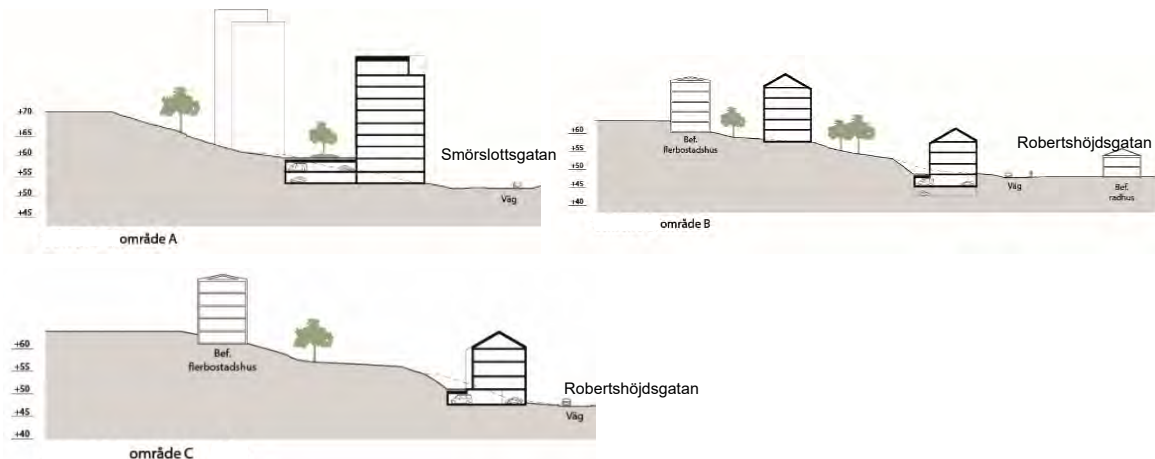 +70
+65
+60
+55
+50
+45
Smörslottsgatan
Väg
område A
+60
+55
+50
+45
+40
Bef.
flerbostadshus
Robertshöjdsgatan
Väg
Bef.
radhus
område B
+60
+55
+50
+45
+40
Bef.
flerbostadshus
Robertshöjdsgatan
Väg
område C